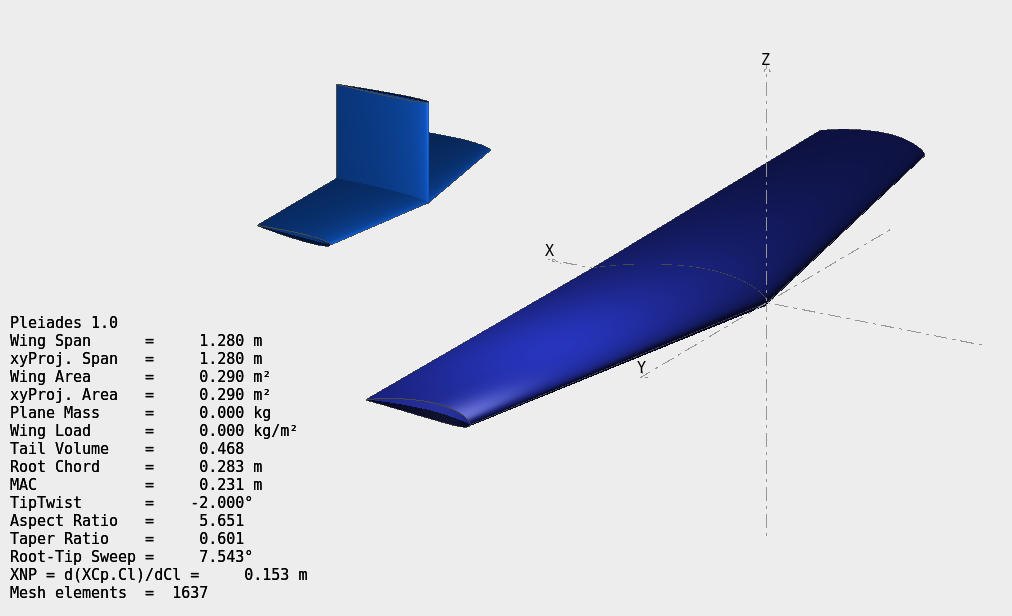 Z
X
Y
Pleiades 1.0
Wing Span      =     1.280 m
xyProj. Span   =     1.280 m
Wing Area      =     0.290 m²
xyProj. Area   =     0.290 m²
Plane Mass     =     0.000 kg
Wing Load      =     0.000 kg/m²
Tail Volume    =     0.468
Root Chord     =     0.283 m
MAC            =     0.231 m
TipTwist       =    -2.000°
Aspect Ratio   =     5.651
Taper Ratio    =     0.601
Root-Tip Sweep =     7.543°
XNP = d(XCp.Cl)/dCl =     0.153 m
Mesh elements  =  1637